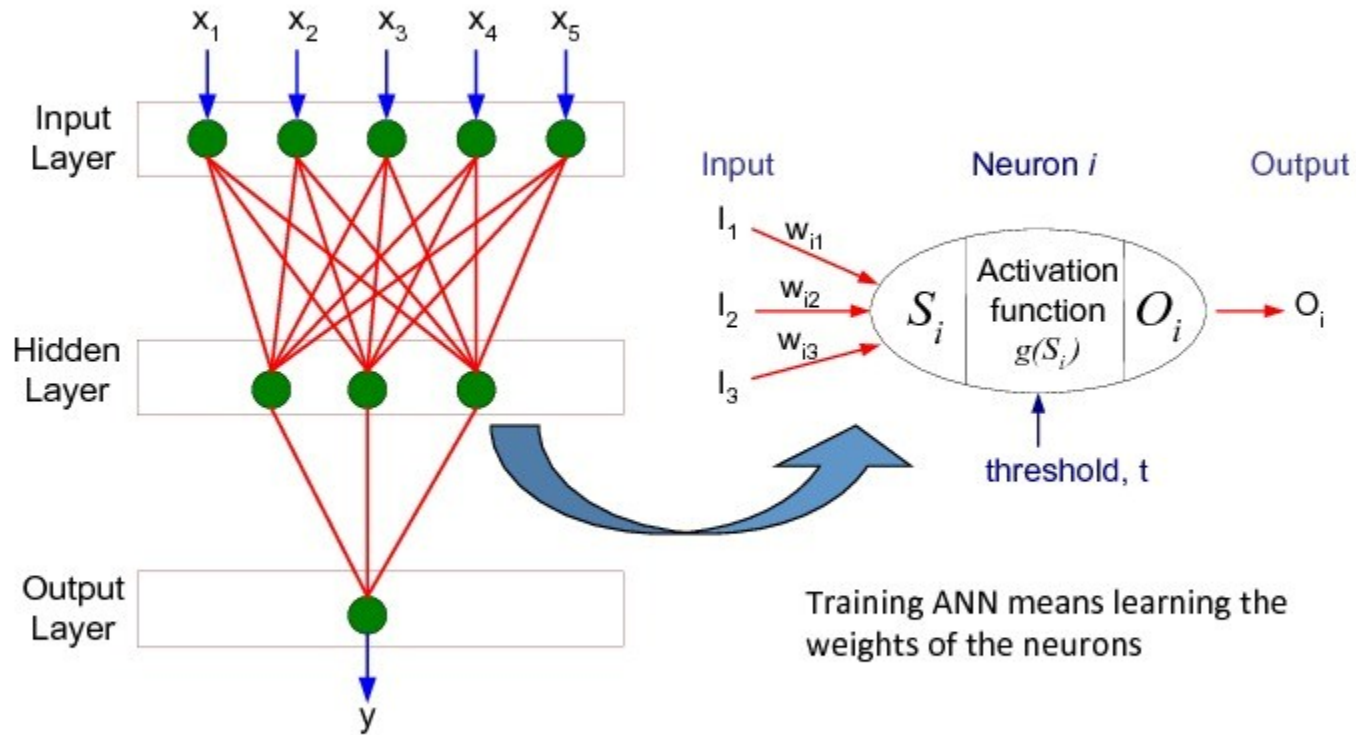 x1 x2 x3 x4 x5
Input
Layer
Hidden
Layer
Output
Layer
y
Input Neuron i Output
I1 wi1
I2 wi2
I3 wi3
Si
Activation
function
g(Si)
Oi
Oi
threshold, t
Training ANN means learning the
weights of the neurons